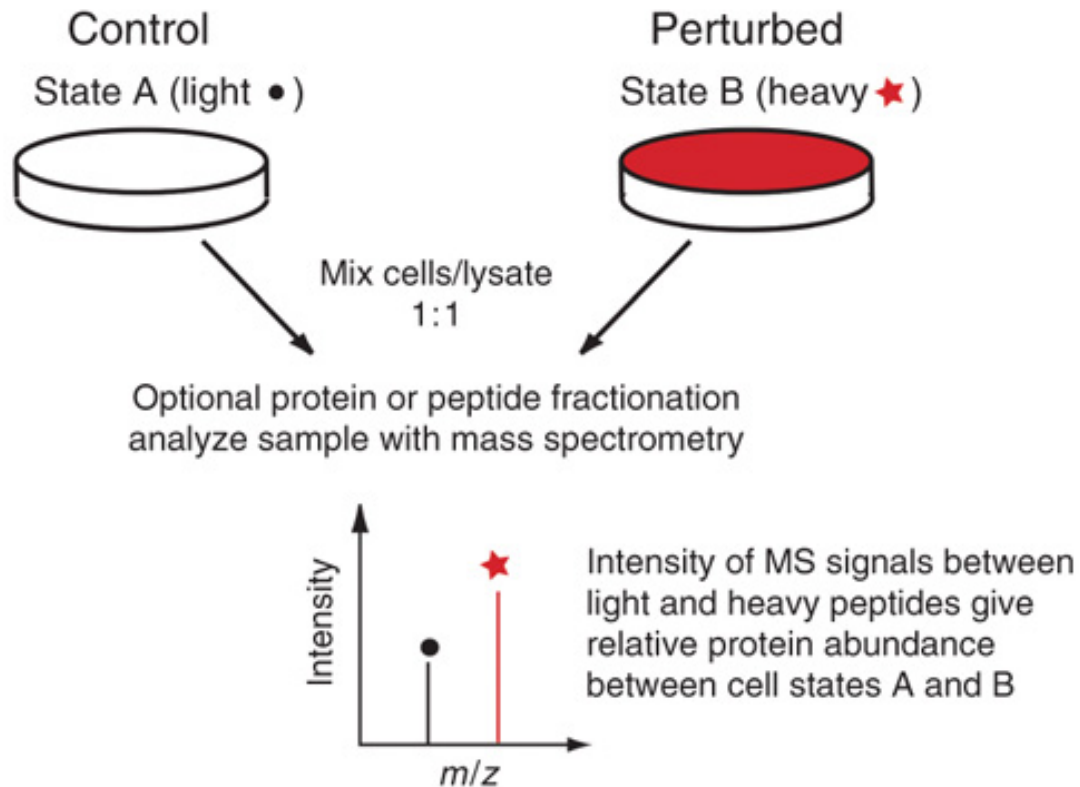 Control
Perturbed
State A (light •)
State B (heavy ★)
Mix cells/lysate
1:1
Optional protein or peptide fractionation
analyze sample with mass spectrometry
Intensity
m/z
Intensity of MS signals between
light and heavy peptides give
relative protein abundance
between cell states A and B